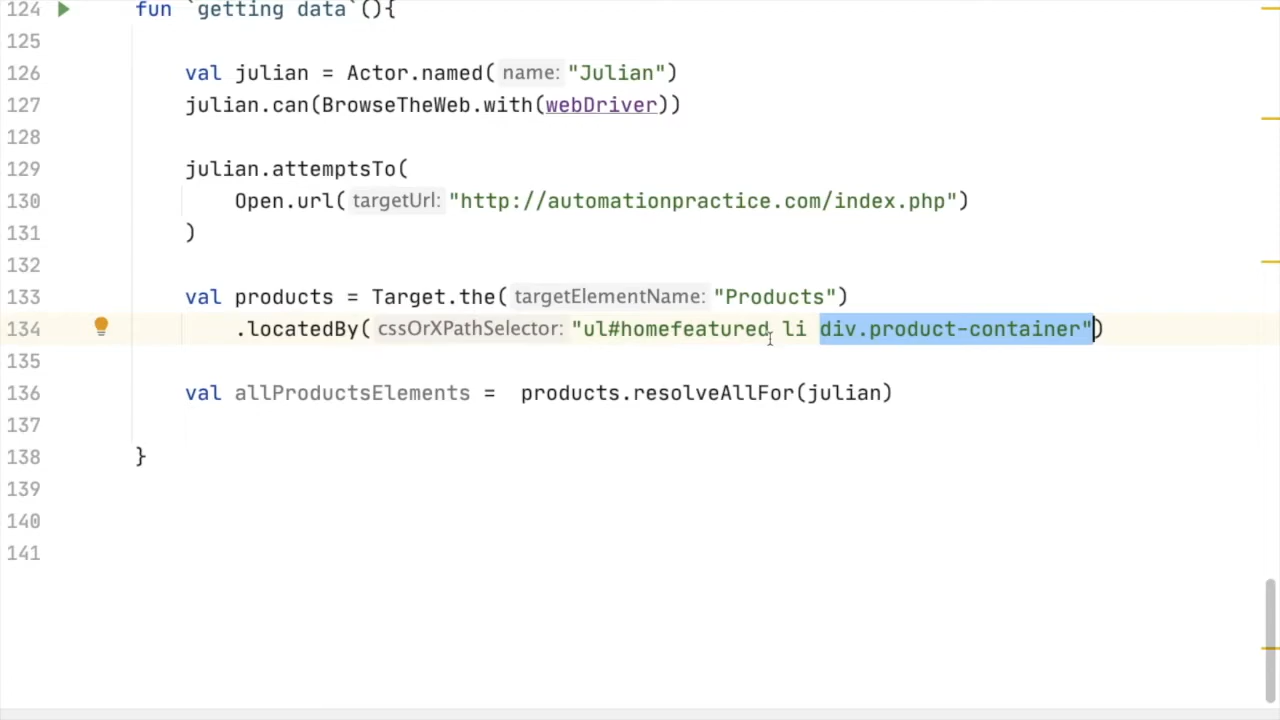 124 fun `getting data`(){
125
126 val julian = Actor.named( name: "Julian")
127 julian.can(BrowseTheWeb.with(webDriver))
128
129 julian.attemptsTo(
130 Open.url( targetUrl: "http://automationpractice.com/index.php")
131 )
132
133 val products = Target.the( targetElementName: "Products")
134 .locatedBy( cssOrXPathSelector: "ul#homefeatured li div.product-container")
135
136 val allProductsElements =  products.resolveAllFor(julian)
137
138 }
139
140
141